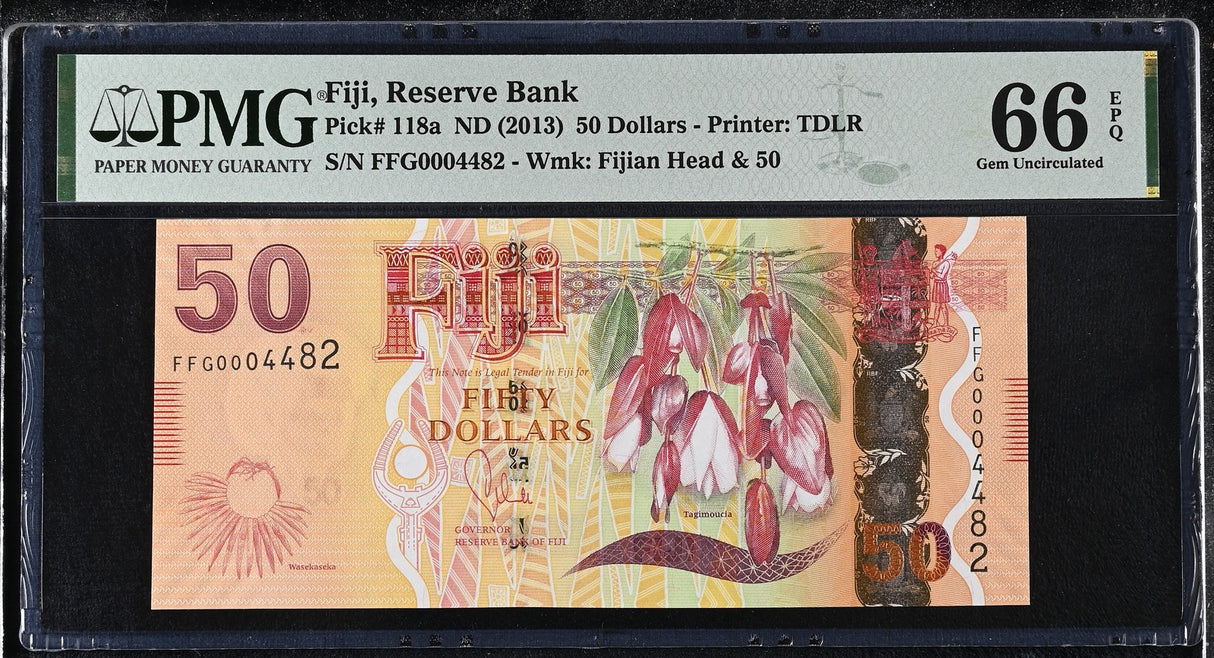 PMG®
PAPER MONEY GUARANTY
Fiji, Reserve Bank
Pick# 118a ND (2013) 50 Dollars - Printer: TDLR
S/N FFG0004482 - Wmk: Fijian Head & 50
66
EPQ
Gem Uncirculated
50
FFG0004482
Fiji
This Note is Legal Tender in Fiji for
FIFTY
DOLLARS
GOVERNOR
RESERVE BANK OF FIJI
Wasekaseka
Tagimoucia
50
FFG0004482